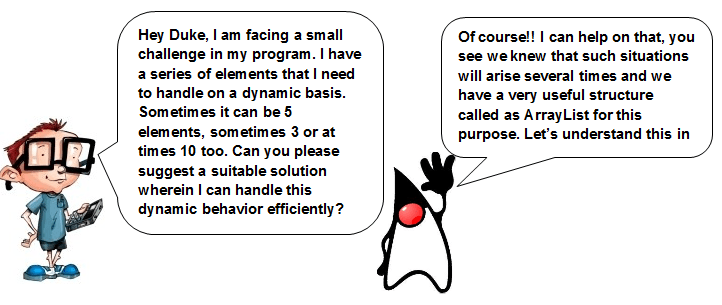 Hey Duke, I am facing a small
challenge in my program. I have
a series of elements that I need
to handle on a dynamic basis.
Sometimes it can be 5
elements, sometimes 3 or at
times 10 too. Can you please
suggest a suitable solution
wherein I can handle this
dynamic behavior efficiently?
Of course!! I can help on that, you
see we knew that such situations
will arise several times and we
have a very useful structure
called as ArrayList for this
purpose. Let’s understand this in